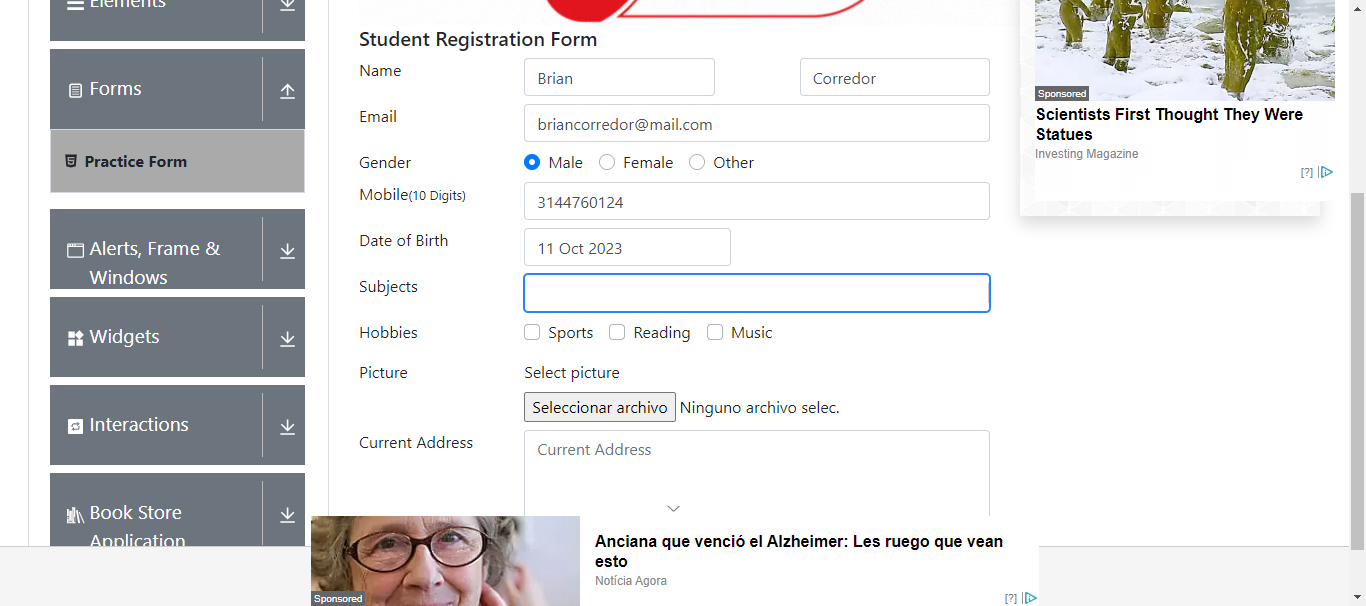 Elements
Forms
Practice Form
Alerts, Frame &
Windows
Widgets
Interactions
Book Store
Application
Student Registration Form
Name
Brian
Corredor
Email
briancorredor@mail.com
Gender
Male
Female
Other
Mobile(10 Digits)
3144760124
Date of Birth
11 Oct 2023
Subjects
Hobbies
Sports
Reading
Music
Picture
Select picture
Seleccionar archivo Ninguno archivo selec.
Current Address
Current Address
Sponsored
Scientists First Thought They Were
Statues
Investing Magazine
[?]
Sponsored
Anciana que venció el Alzheimer: Les ruego que vean
esto
Notícia Agora
[?]